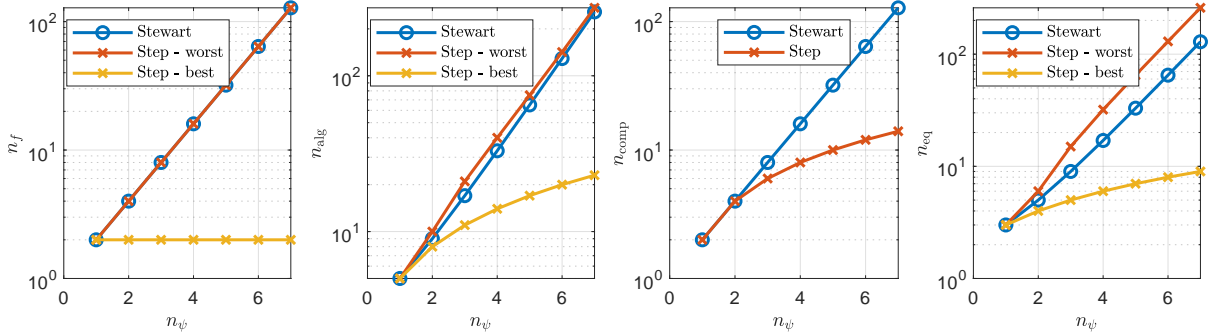 10^2
10^1
10^0
n_f
0
2
4
6
n_ψ
Stewart
Step - worst
Step - best
10^2
10^1
n_alg
0
2
4
6
n_ψ
Stewart
Step - worst
Step - best
10^2
10^1
10^0
n_comp
0
2
4
6
n_ψ
Stewart
Step
10^2
10^1
10^0
n_eq
0
2
4
6
n_ψ
Stewart
Step - worst
Step - best